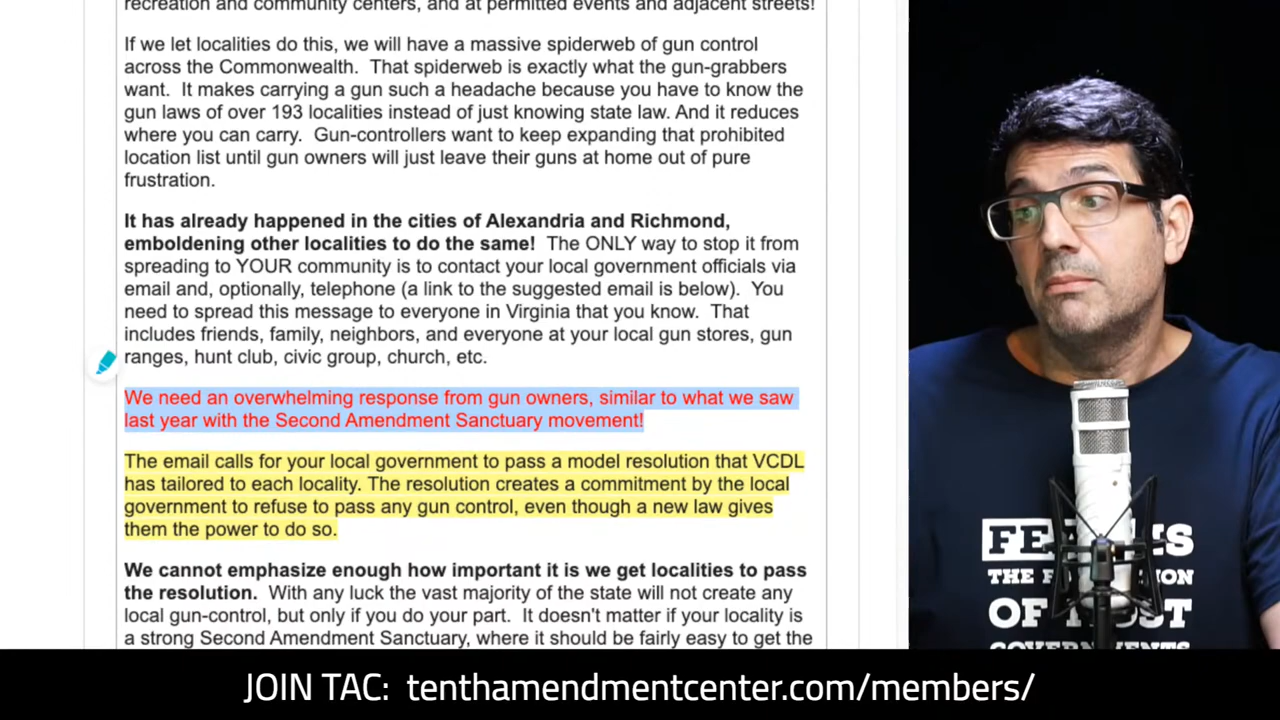 recreation and community centers, and at permitted events and adjacent streets!
If we let localities do this, we will have a massive spiderweb of gun control
across the Commonwealth.  That spiderweb is exactly what the gun-grabbers
want.  It makes carrying a gun such a headache because you have to know the
gun laws of over 193 localities instead of just knowing state law. And it reduces
where you can carry.  Gun-controllers want to keep expanding that prohibited
location list until gun owners will just leave their guns at home out of pure
frustration.
It has already happened in the cities of Alexandria and Richmond,
emboldening other localities to do the same!  The ONLY way to stop it from
spreading to YOUR community is to contact your local government officials via
email and, optionally, telephone (a link to the suggested email is below).  You
need to spread this message to everyone in Virginia that you know.  That
includes friends, family, neighbors, and everyone at your local gun stores, gun
ranges, hunt club, civic group, church, etc.
We need an overwhelming response from gun owners, similar to what we saw
last year with the Second Amendment Sanctuary movement!
The email calls for your local government to pass a model resolution that VCDL
has tailored to each locality. The resolution creates a commitment by the local
government to refuse to pass any gun control, even though a new law gives
them the power to do so.
We cannot emphasize enough how important it is we get localities to pass
the resolution.  With any luck the vast majority of the state will not create any
local gun-control, but only if you do your part.  It doesn't matter if your locality is
a strong Second Amendment Sanctuary, where it should be fairly easy to get the
IS
THE
OF
JOIN TAC:  tenthamendmentcenter.com/members/